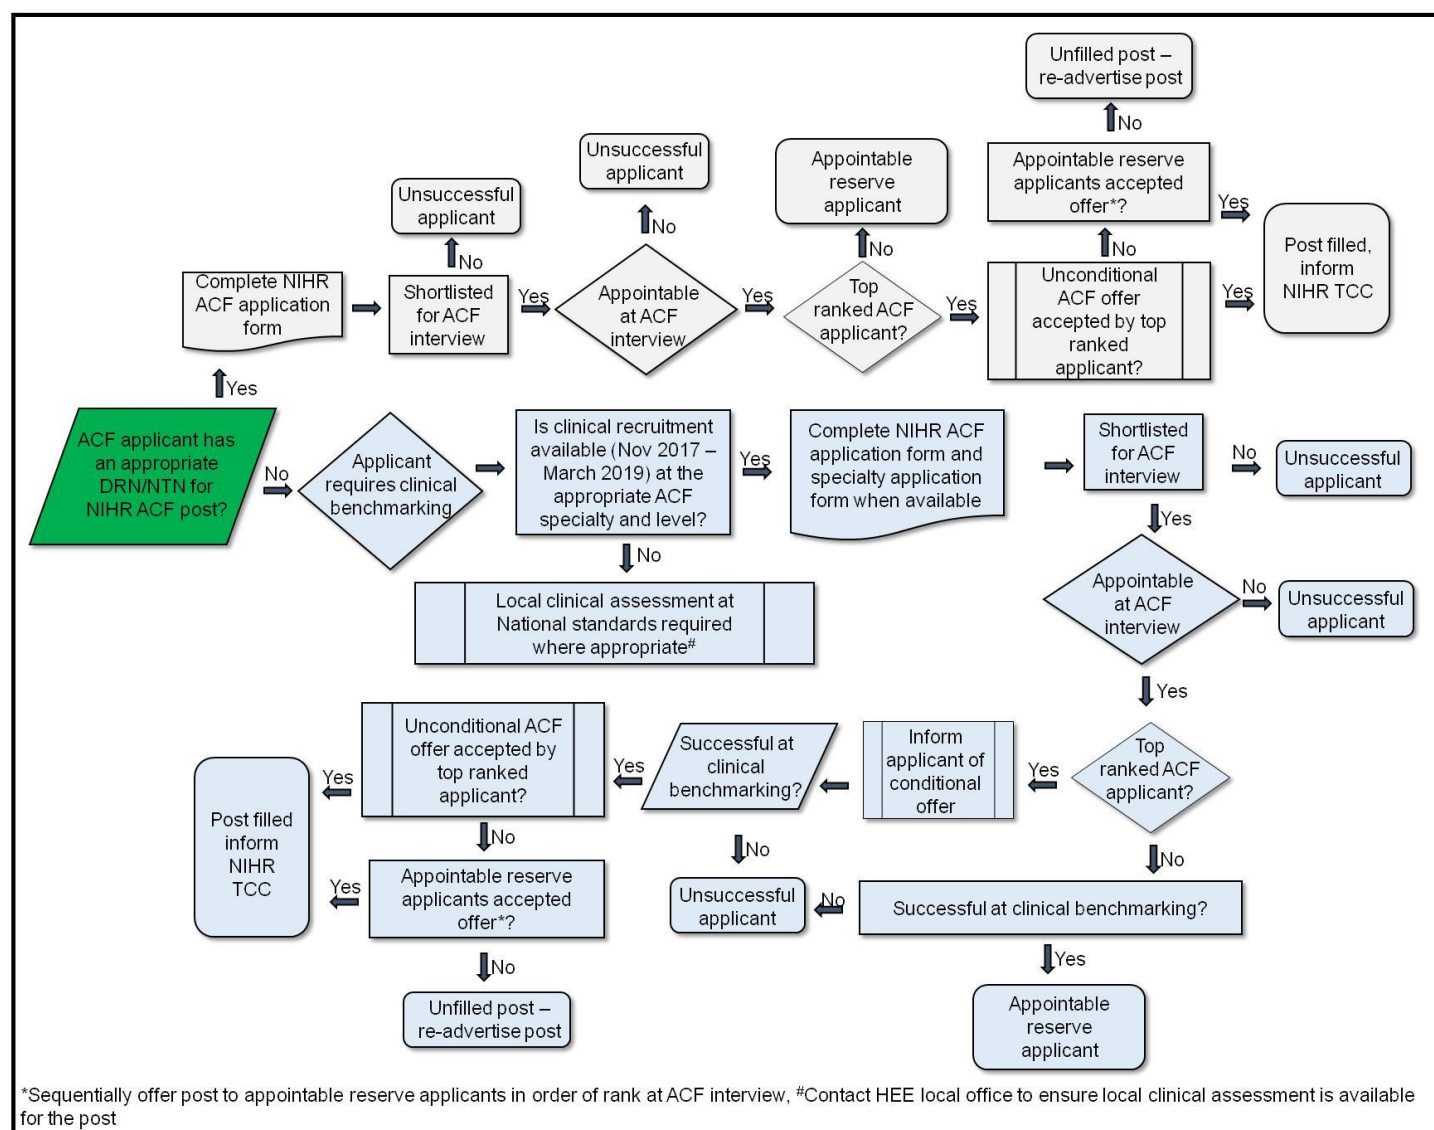 Unfilled post –
re-advertise post
No
Unsuccessful
applicant
No
Appointable
reserve
applicant
No
Appointable reserve
applicants accepted
offer*?
Yes
Unsuccessful
applicant
No
No
Post filled,
inform
NIHR TCC
Complete NIHR
ACF application
form
Shortlisted
for ACF
interview
Yes
Appointable
at ACF
interview
Yes
Top
ranked ACF
applicant?
Yes
Unconditional
ACF offer
accepted by top
ranked
applicant?
Yes
Yes
ACF applicant has
an appropriate
DRN/NTN for
NIHR ACF post?
No
Applicant
requires clinical
benchmarking
Is clinical recruitment
available (Nov 2017 –
March 2019) at the
appropriate ACF
specialty and level?
Yes
Complete NIHR ACF
application form and
specialty application
form when available
Shortlisted
for ACF
interview
No
Unsuccessful
applicant
No
Yes
Local clinical assessment at
National standards required
where appropriate#
Appointable
at ACF
interview
No
Unsuccessful
applicant
Yes
Top
ranked ACF
applicant?
Yes
Inform
applicant of
conditional
offer
Successful at
clinical
benchmarking?
Yes
Unconditional ACF
offer accepted by
top ranked
applicant?
Yes
Post filled
inform
NIHR
TCC
No
No
No
Appointable reserve
applicants accepted
offer*?
Yes
Unsuccessful
applicant
No
Successful at clinical benchmarking?
No
Yes
Unfilled post –
re-advertise post
Appointable
reserve
applicant
*Sequentially offer post to appointable reserve applicants in order of rank at ACF interview, #Contact HEE local office to ensure local clinical assessment is available
for the post